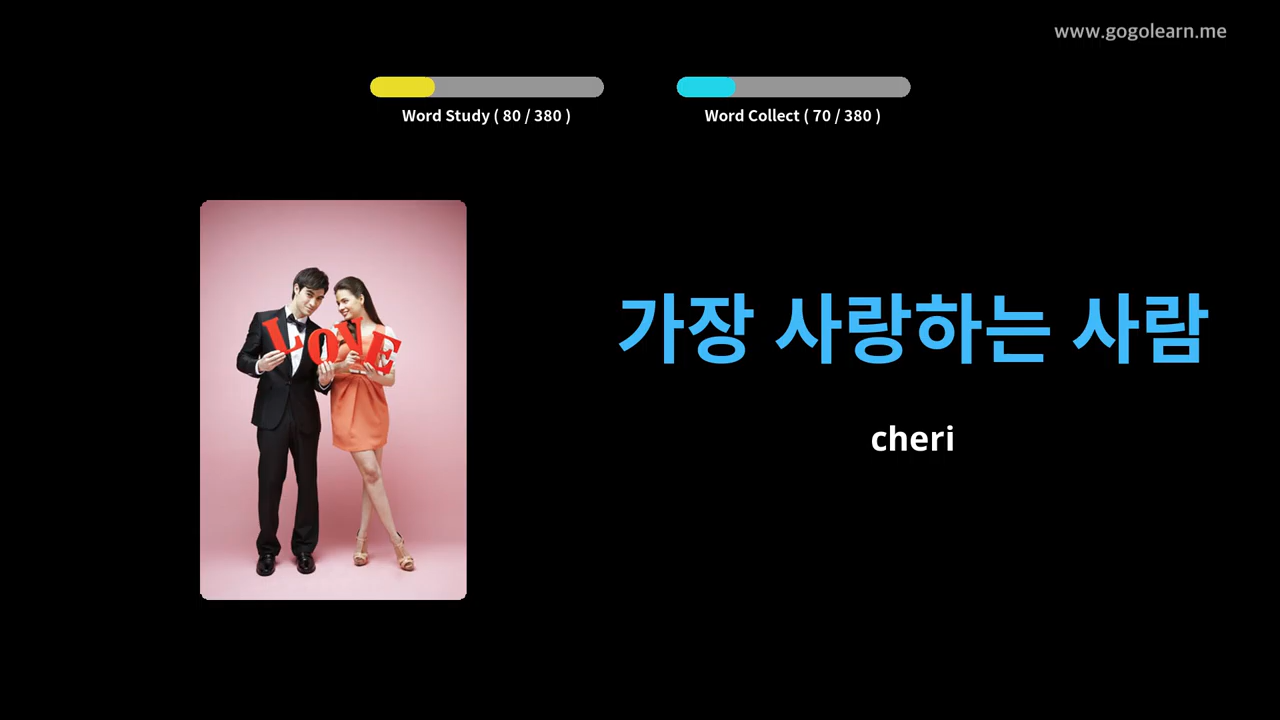 www.gogolearn.me
Word Study ( 80 / 380 )
Word Collect ( 70 / 380 )
LOVE
가장 사랑하는 사람
cheri